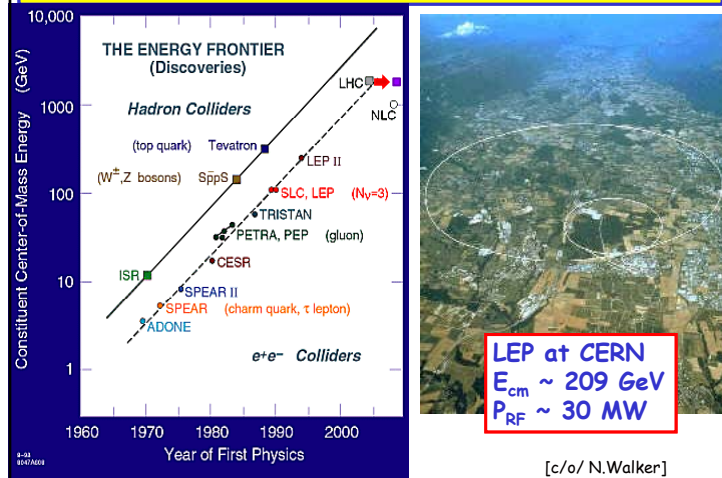 10,000
1000
100
10
1
Constituent Center-of-Mass Energy (GeV)
THE ENERGY FRONTIER
(Discoveries)
Hadron Colliders
LHC
NLC
(top quark) Tevatron
LEP II
(W±,Z bosons) Sp̅pS
SLC, LEP (Nν=3)
TRISTAN
PETRA, PEP (gluon)
CESR
ISR
SPEAR II
SPEAR (charm quark, τ lepton)
ADONE
e+e− Colliders
1960 1970 1980 1990 2000
Year of First Physics
LEP at CERN
Ecm ~ 209 GeV
PRF ~ 30 MW
[c/o/ N.Walker]